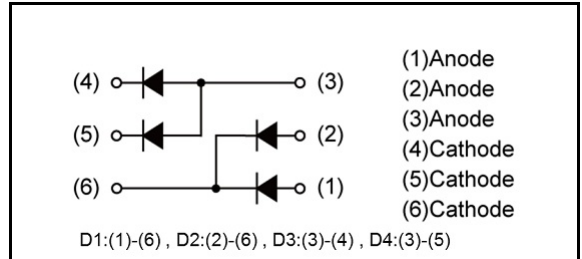 (1)Anode
(4) (3) (2)Anode
(3)Anode
(5) (2) (4)Cathode
(5)Cathode
(6) (1) (6)Cathode
D1:(1)-(6) , D2:(2)-(6) , D3:(3)-(4) , D4:(3)-(5)